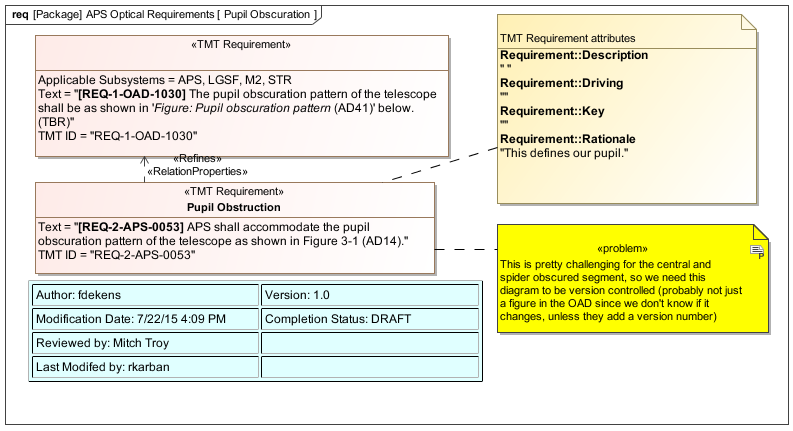 req [Package] APS Optical Requirements [ Pupil Obscuration ]
«TMT Requirement»
Applicable Subsystems = APS, LGSF, M2, STR
Text = "[REQ-1-OAD-1030] The pupil obscuration pattern of the telescope
shall be as shown in 'Figure: Pupil obscuration pattern (AD41)' below.
(TBR)"
TMT ID = "REQ-1-OAD-1030"
«Refines»
«RelationProperties»
«TMT Requirement»
Pupil Obstruction
Text = "[REQ-2-APS-0053] APS shall accommodate the pupil
obscuration pattern of the telescope as shown in Figure 3-1 (AD14)."
TMT ID = "REQ-2-APS-0053"
TMT Requirement attributes
Requirement::Description
" "
Requirement::Driving
""
Requirement::Key
""
Requirement::Rationale
"This defines our pupil."
«problem»
This is pretty challenging for the central and
spider obscured segment, so we need this
diagram to be version controlled (probably not just
a figure in the OAD since we don't know if it
changes, unless they add a version number)
Author: fdekens
Version: 1.0
Modification Date: 7/22/15 4:09 PM
Completion Status: DRAFT
Reviewed by: Mitch Troy
Last Modifed by: rkarban